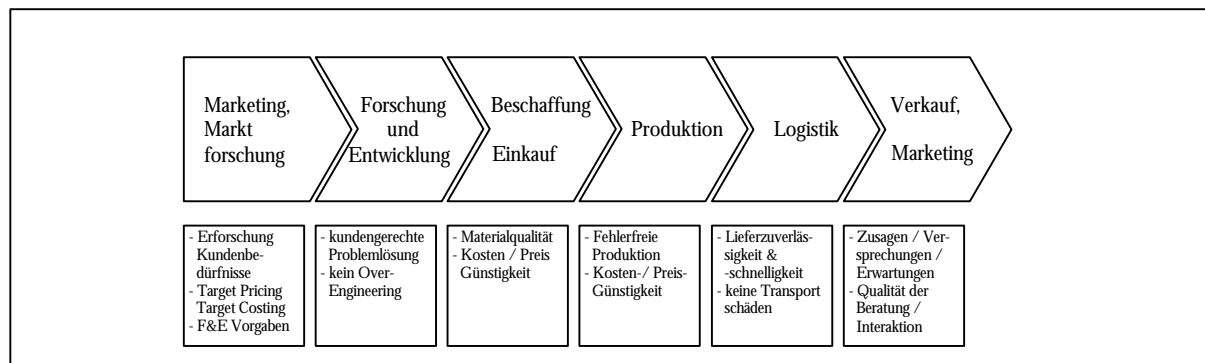 Marketing,
Markt
forschung
Forschung
und
Entwicklung
Beschaffung
Einkauf
Produktion
Logistik
Verkauf,
Marketing
- Erforschung
Kundenbe-
dürfnisse
- Target Pricing
Target Costing
- F&E Vorgaben
- kundengerechte
Problemlösung
- kein Over-
Engineering
- Materialqualität
- Kosten / Preis
Günstigkeit
- Fehlerfreie
Produktion
- Kosten-/ Preis-
Günstigkeit
- Lieferzuverläs-
sigkeit &
-schnelligkeit
- keine Transport
schäden
- Zusagen / Ver-
sprechungen /
Erwartungen
- Qualität der
Beratung /
Interaktion